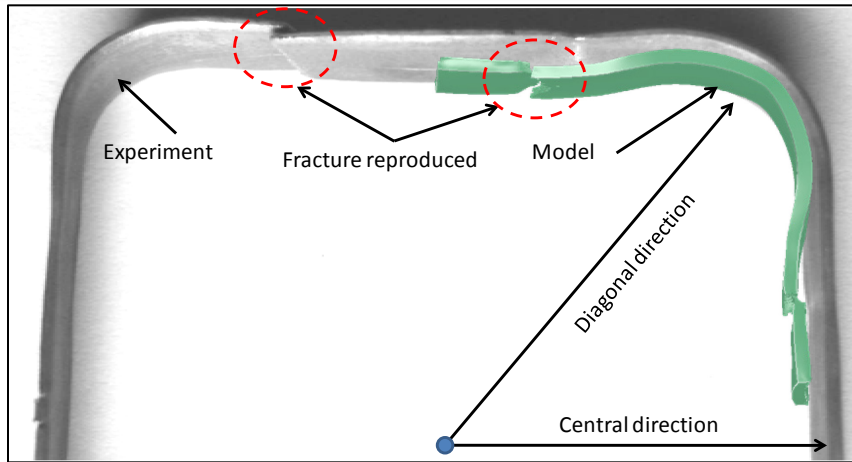 Experiment
Fracture reproduced
Model
Diagonal direction
Central direction